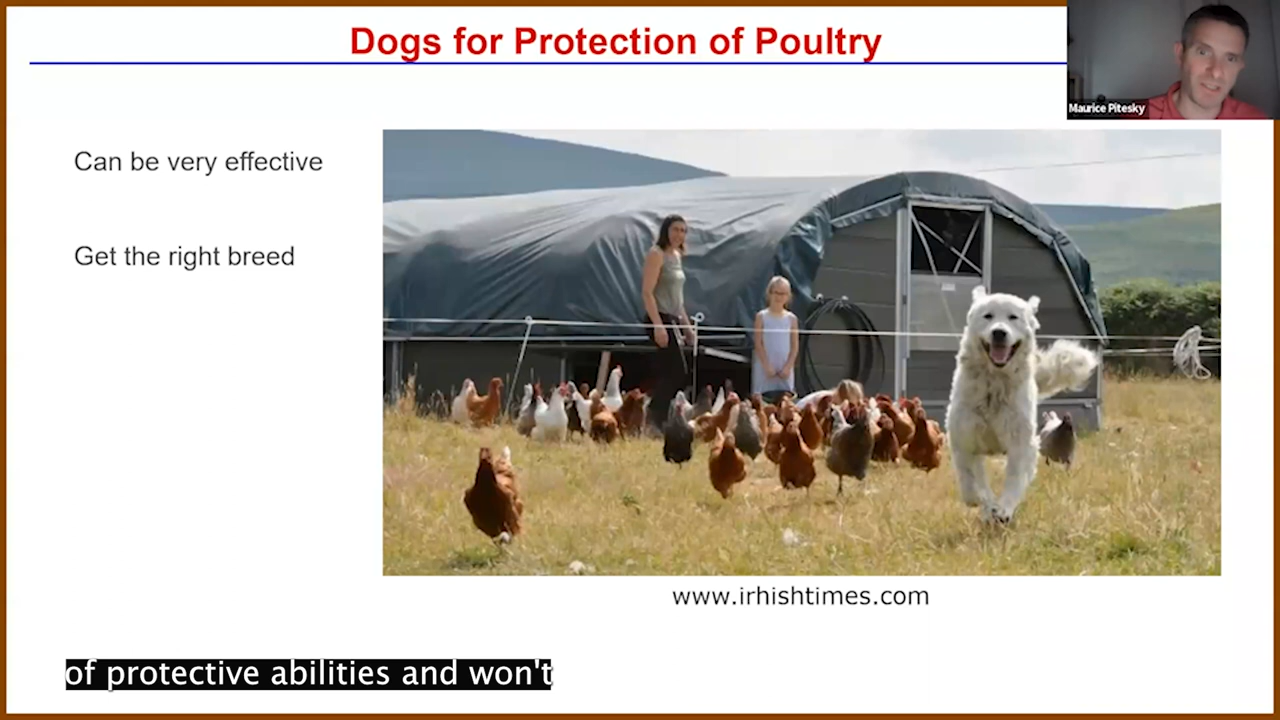 Dogs for Protection of Poultry
Maurice Pitesky
Can be very effective
Get the right breed
www.irhishtimes.com
of protective abilities and won't